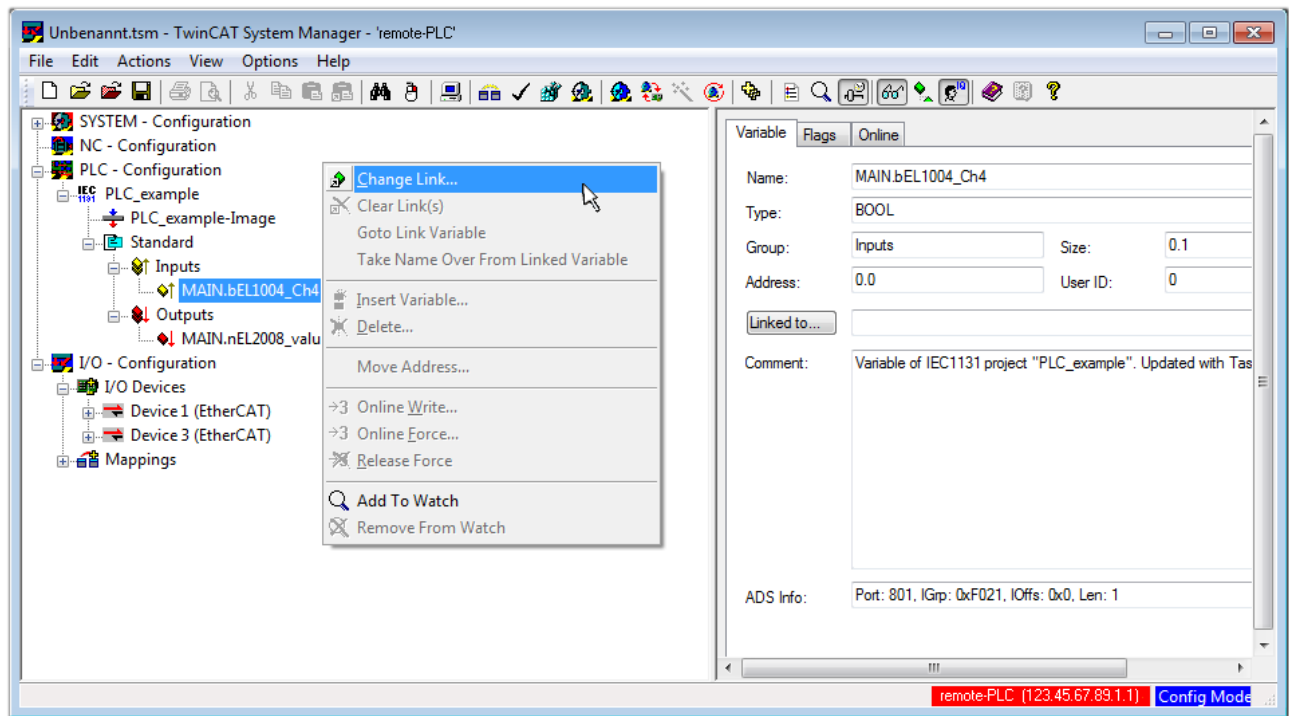 Unbenannt.tsm - TwinCAT System Manager - 'remote-PLC'
File Edit Actions View Options Help
SYSTEM - Configuration
NC - Configuration
PLC - Configuration
IEC 1131 PLC_example
PLC_example-Image
Standard
Inputs
MAIN.bEL1004_Ch4
Outputs
MAIN.nEL2008_valu
I/O - Configuration
I/O Devices
Device 1 (EtherCAT)
Device 3 (EtherCAT)
Mappings
Change Link...
Clear Link(s)
Goto Link Variable
Take Name Over From Linked Variable
Insert Variable...
Delete...
Move Address...
→3 Online Write...
→3 Online Force...
Release Force
Add To Watch
Remove From Watch
Variable Flags Online
Name: MAIN.bEL1004_Ch4
Type: BOOL
Group: Inputs Size: 0.1
Address: 0.0 User ID: 0
Linked to...
Comment: Variable of IEC1131 project "PLC_example". Updated with Tas
ADS Info: Port: 801, IGrp: 0xF021, IOffs: 0x0, Len: 1
remote-PLC (123.45.67.89.1.1) Config Mode